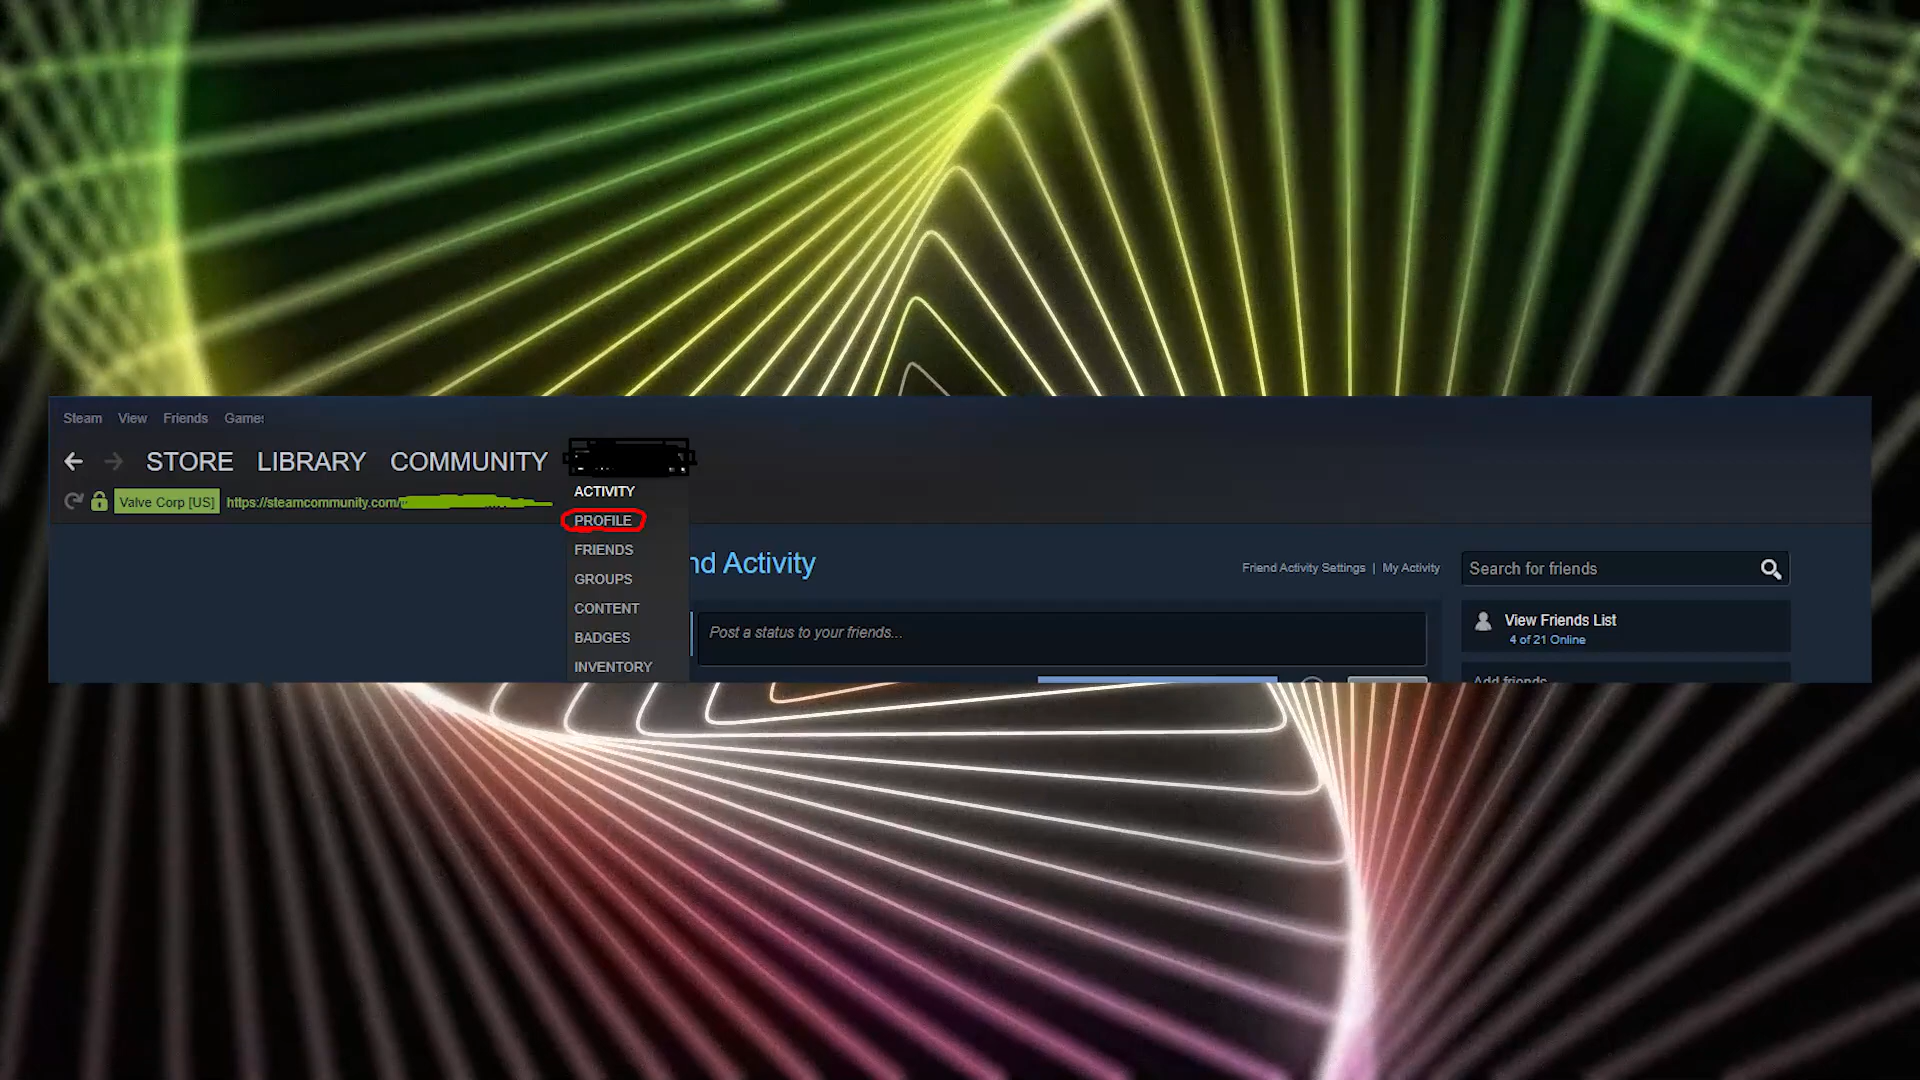 Steam View Friends Games
STORE LIBRARY COMMUNITY
Valve Corp [US] https://steamcommunity.com/
ACTIVITY
PROFILE
FRIENDS
GROUPS
CONTENT
BADGES
INVENTORY
nd Activity
Friend Activity Settings | My Activity
Search for friends
Post a status to your friends...
View Friends List
4 of 21 Online
Add friends